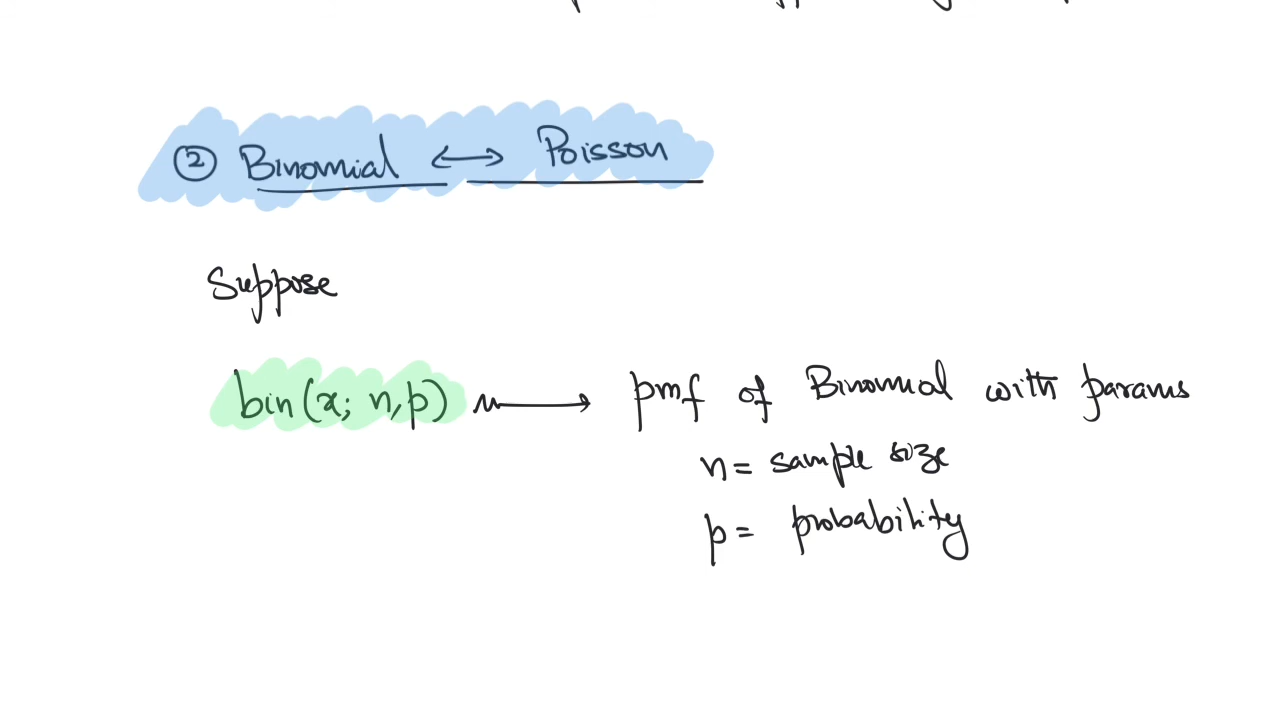 ② Binomial ↔ Poisson
Suppose
bin(x; n,p) → pmf of Binomial with params
n = sample size
p = probability